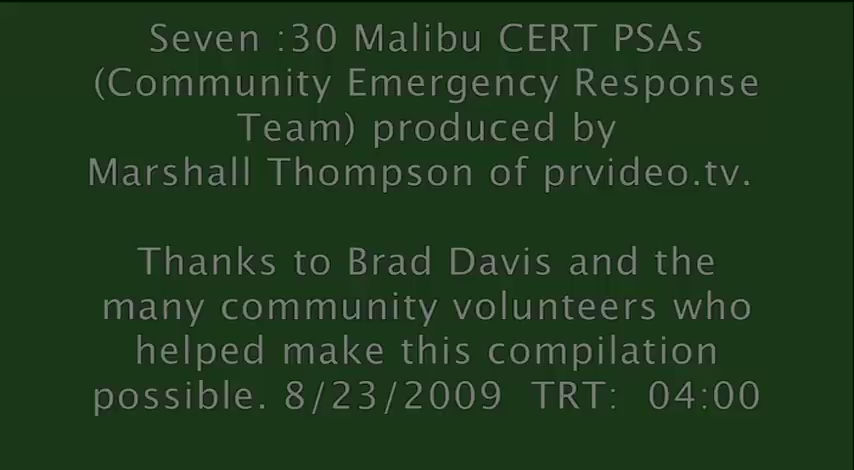 Seven :30 Malibu CERT PSAs
(Community Emergency Response
Team) produced by
Marshall Thompson of prvideo.tv.
Thanks to Brad Davis and the
many community volunteers who
helped make this compilation
possible. 8/23/2009  TRT:  04:00